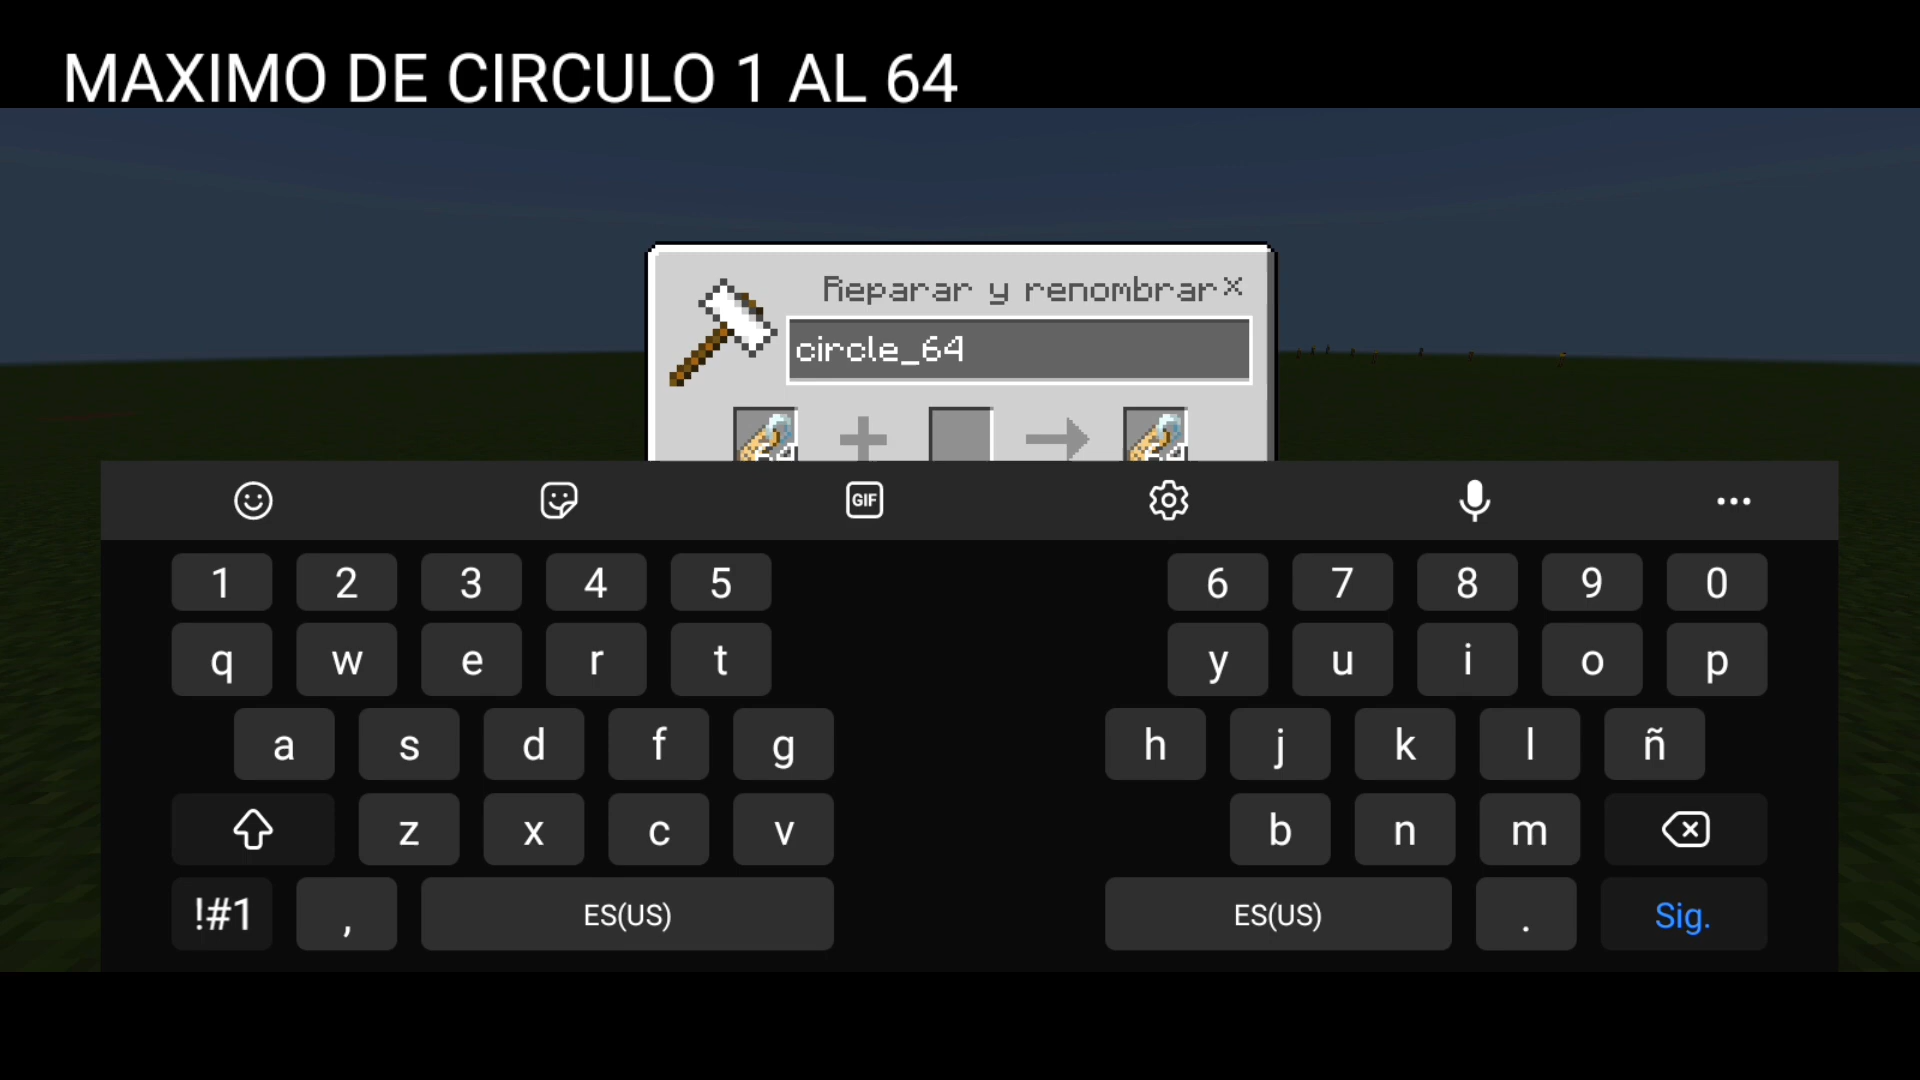 MAXIMO DE CIRCULO 1 AL 64
Reparar y renombrar x
circle_64
GIF
1 2 3 4 5 6 7 8 9 0
q w e r t y u i o p
a s d f g h j k l ñ
z x c v b n m
!#1 , ES(US) ES(US) . Sig.